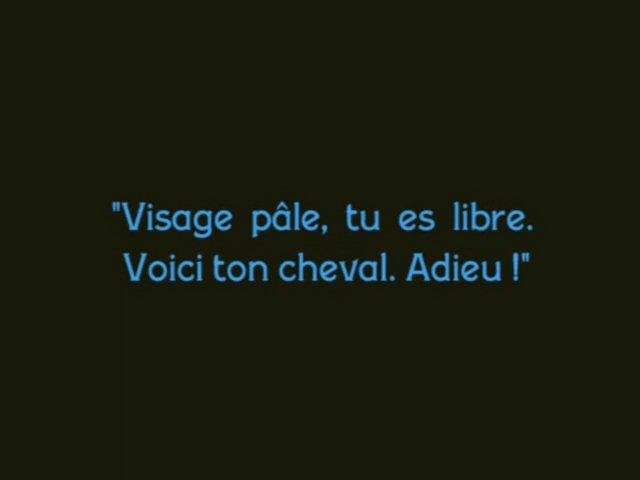 "Visage pâle, tu es libre.
Voici ton cheval. Adieu !"